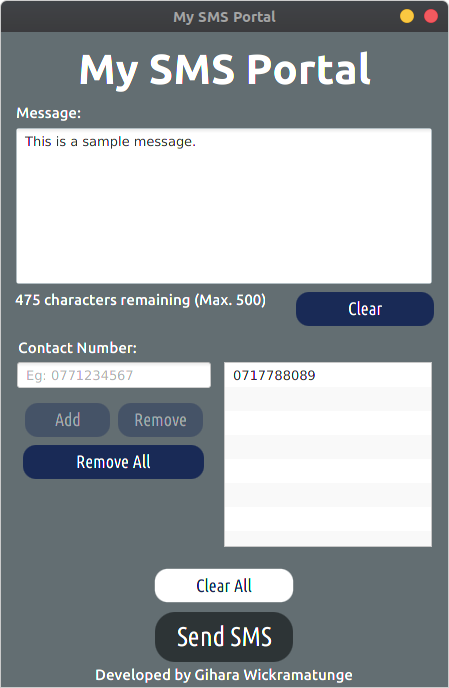 My SMS Portal
My SMS Portal
Message:
This is a sample message.
475 characters remaining (Max. 500)
Clear
Contact Number:
Eg: 0771234567
0717788089
Add
Remove
Remove All
Clear All
Send SMS
Developed by Gihara Wickramatunge